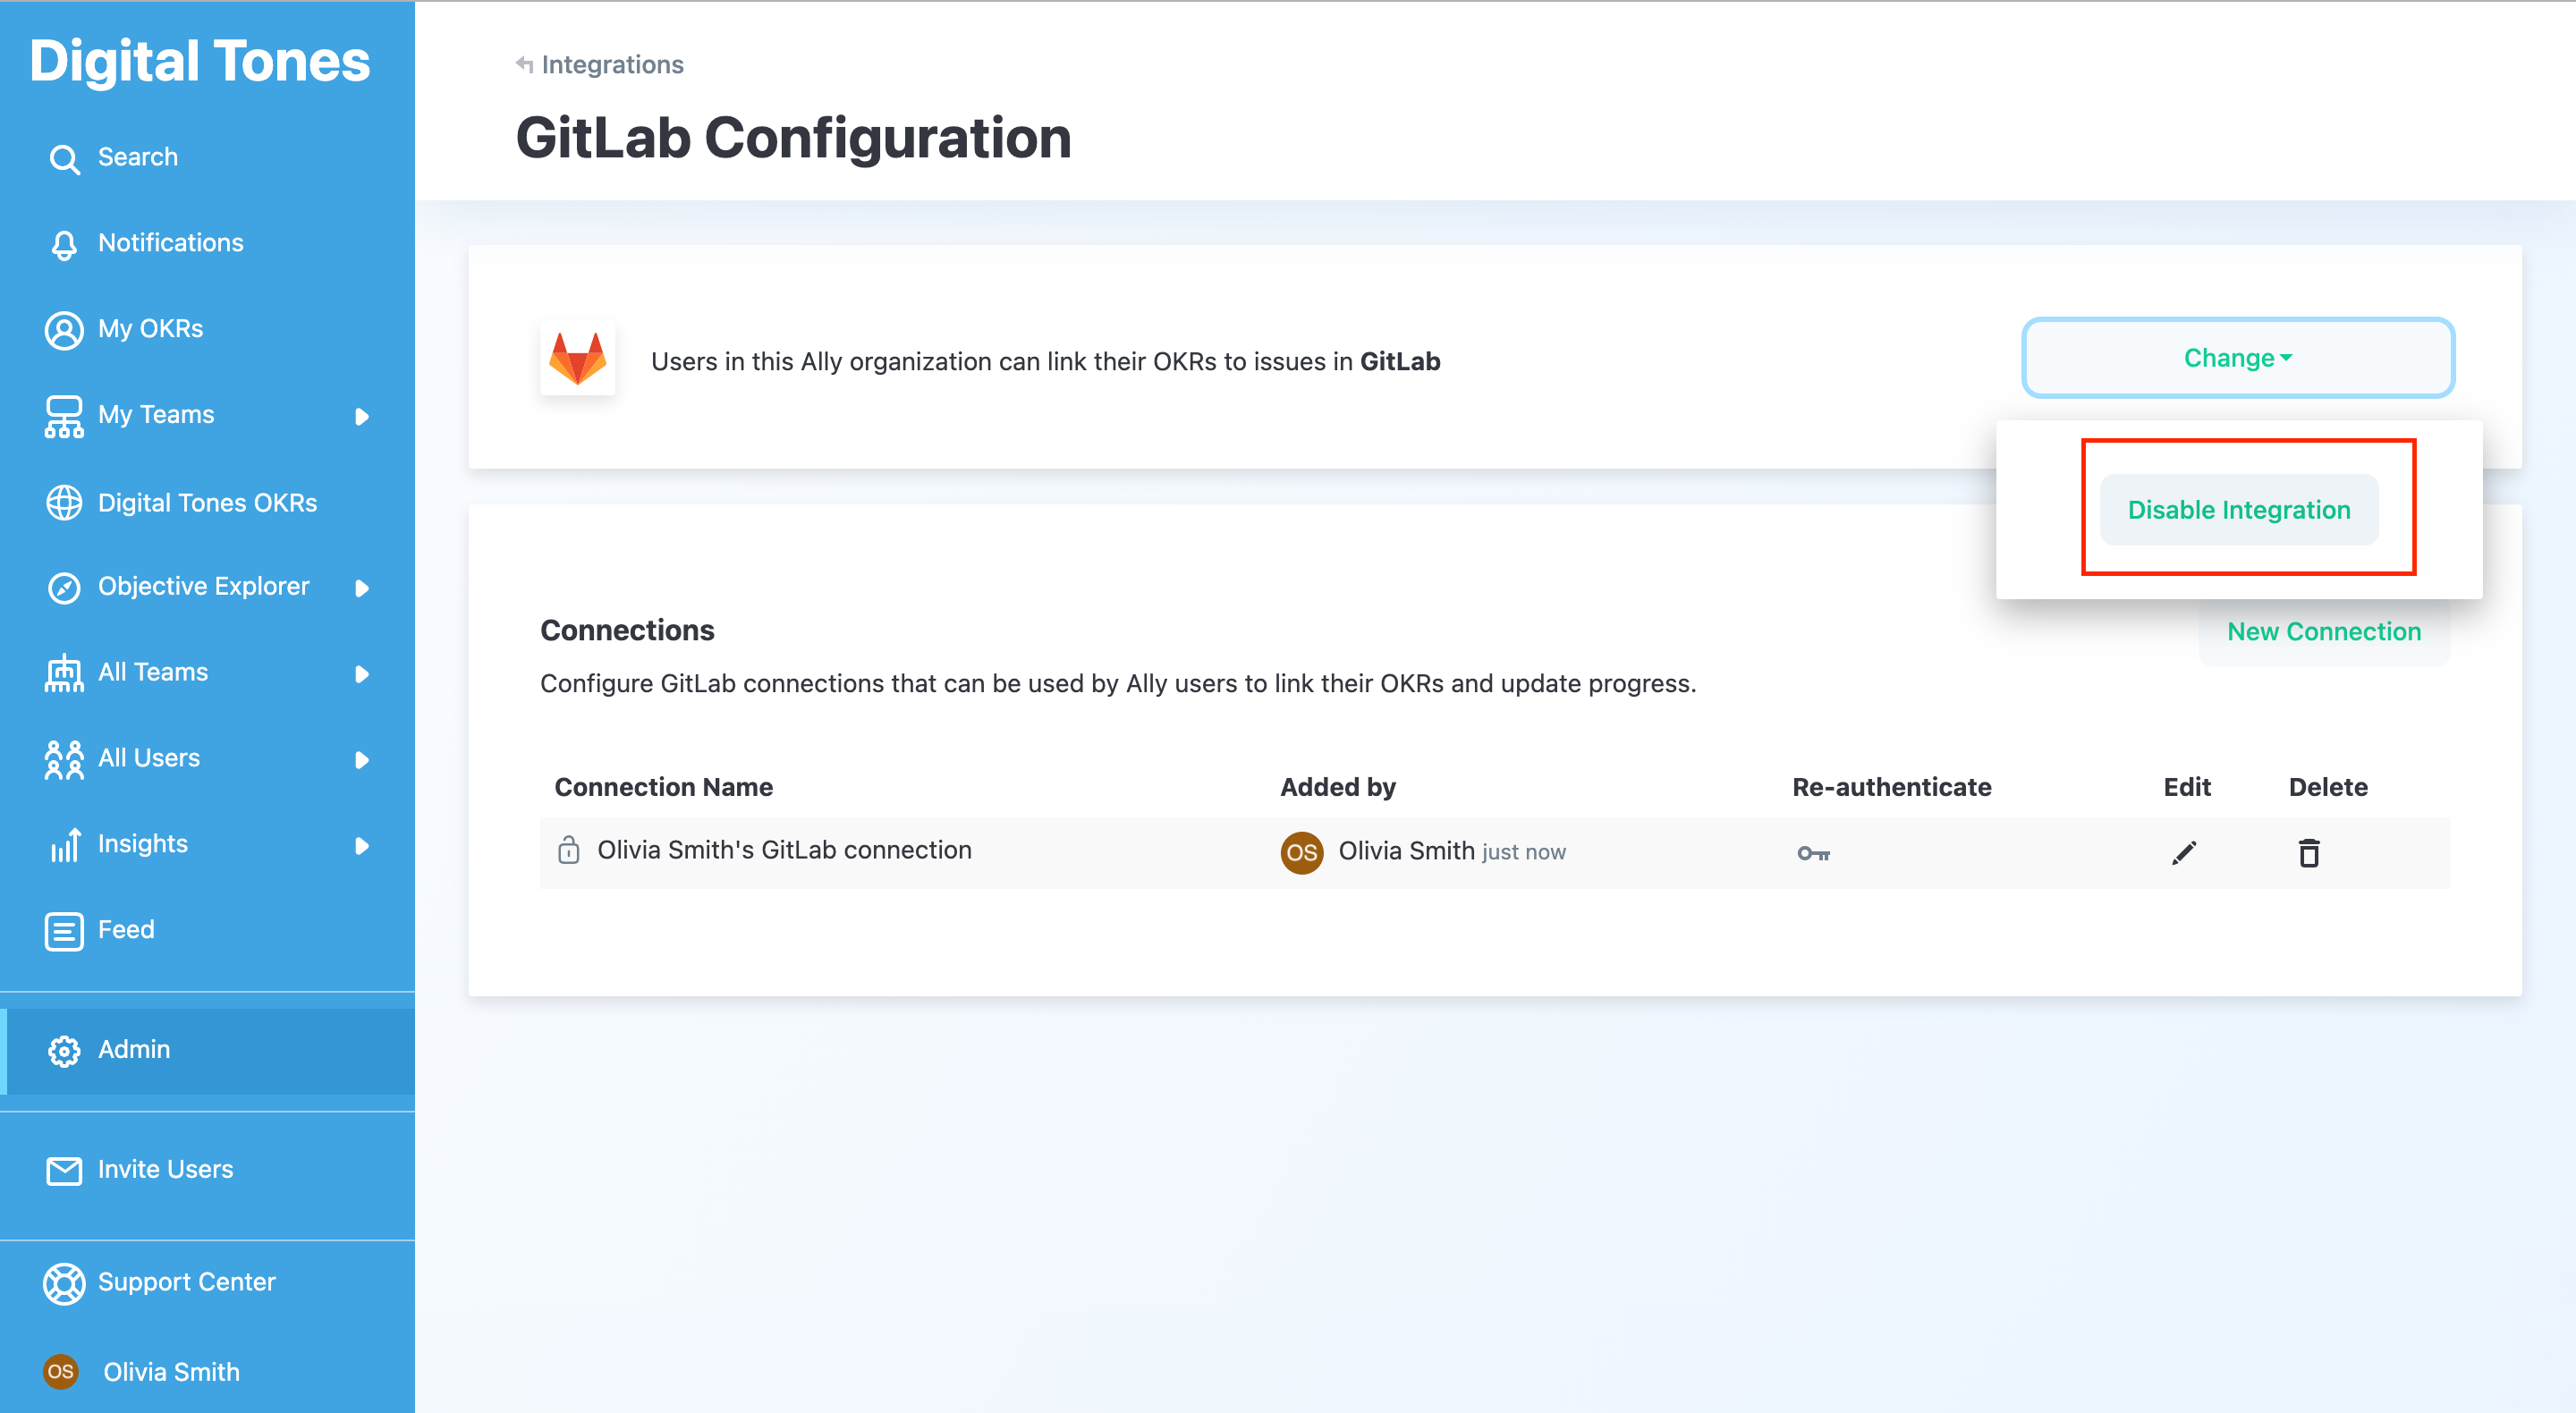 Digital Tones
Search
Notifications
My OKRs
My Teams
Digital Tones OKRs
Objective Explorer
All Teams
All Users
Insights
Feed
Admin
Invite Users
Support Center
OS Olivia Smith
Integrations
GitLab Configuration
Users in this Ally organization can link their OKRs to issues in GitLab
Change
Disable Integration
Connections
New Connection
Configure GitLab connections that can be used by Ally users to link their OKRs and update progress.
Connection Name Added by Re-authenticate Edit Delete
Olivia Smith's GitLab connection OS Olivia Smith just now